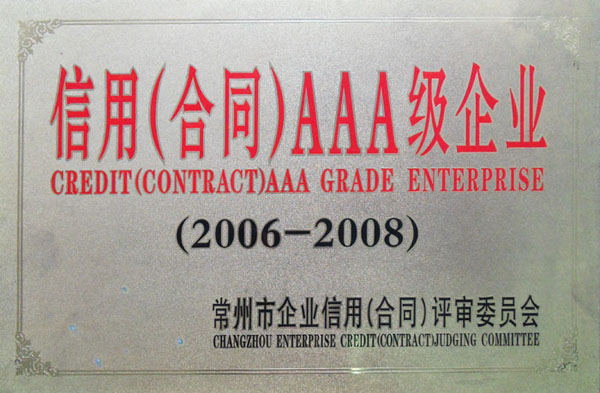 信用(合同)AAA级企业
CREDIT(CONTRACT)AAA GRADE ENTERPRISE
(2006-2008)
常州市企业信用(合同)评审委员会
CHANGZHOU ENTERPRISE CREDIT(CONTRACT)JUDGING COMMITTEE